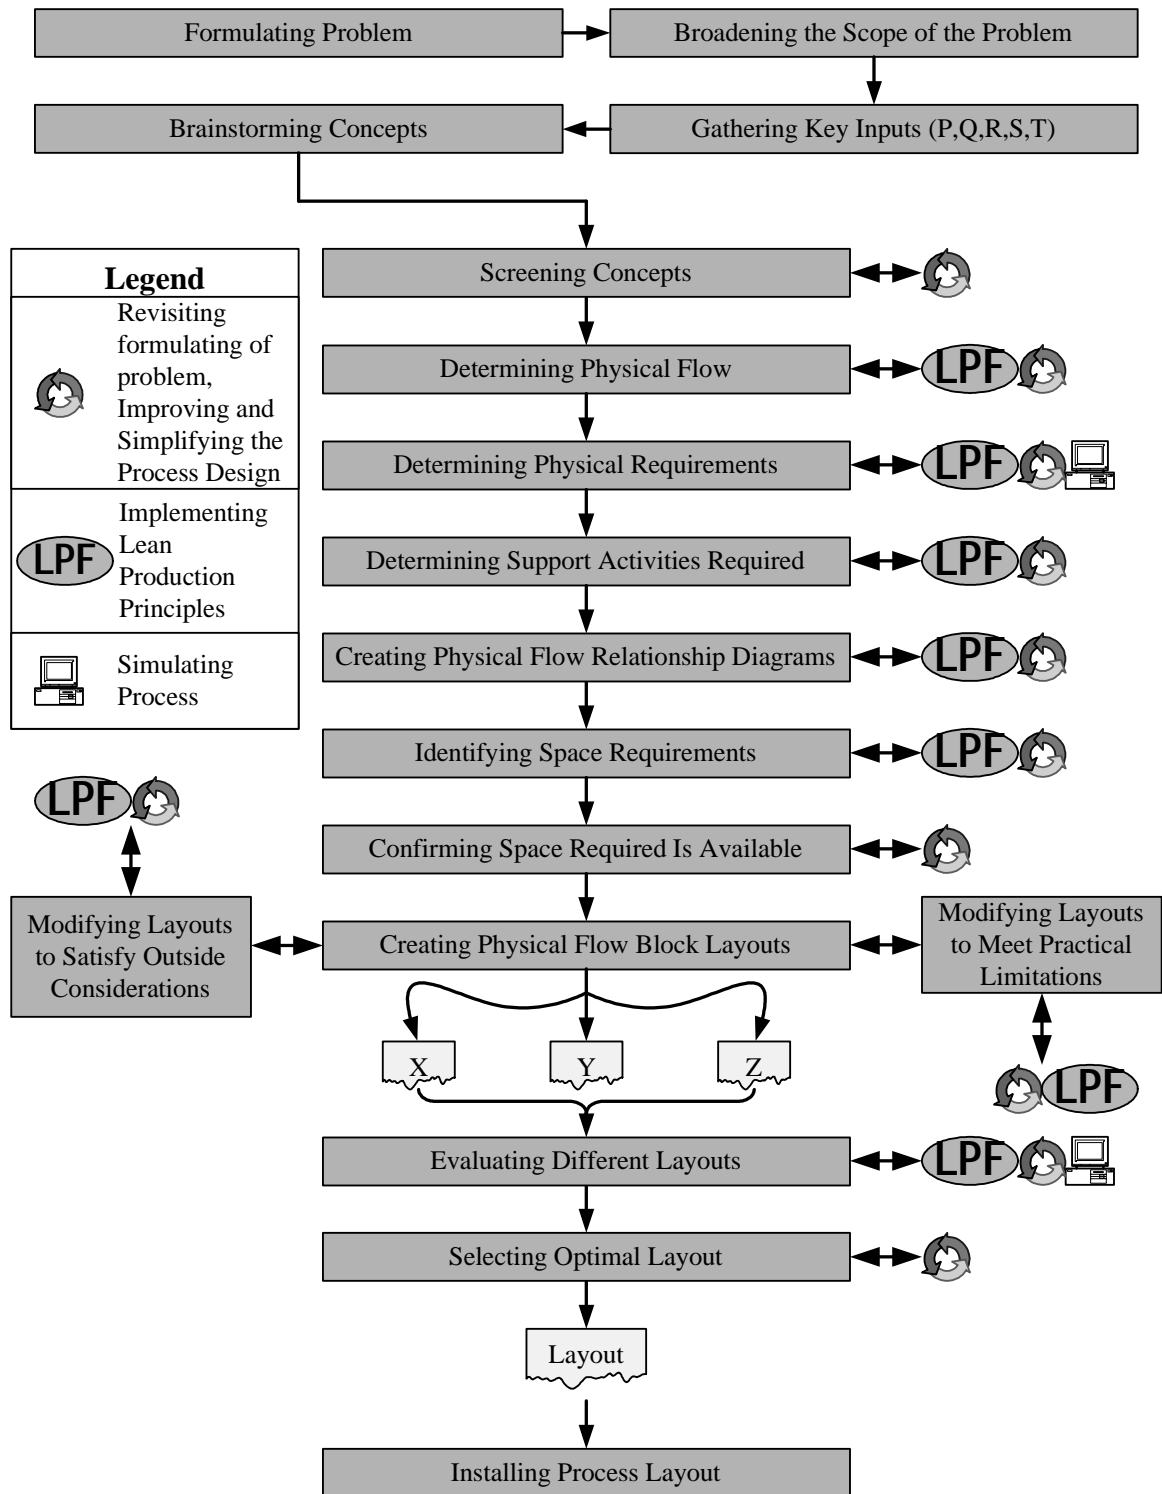 Formulating Problem
Broadening the Scope of the Problem
Brainstorming Concepts
Gathering Key Inputs (P,Q,R,S,T)
Legend
Revisiting
formulating of
problem,
Improving and
Simplifying the
Process Design
LPF
Implementing
Lean
Production
Principles
Simulating
Process
Screening Concepts
Determining Physical Flow
LPF
Determining Physical Requirements
LPF
Determining Support Activities Required
LPF
Creating Physical Flow Relationship Diagrams
LPF
Identifying Space Requirements
LPF
LPF
Confirming Space Required Is Available
Modifying Layouts
to Satisfy Outside
Considerations
Creating Physical Flow Block Layouts
Modifying Layouts
to Meet Practical
Limitations
X
Y
Z
LPF
Evaluating Different Layouts
LPF
Selecting Optimal Layout
Layout
Installing Process Layout